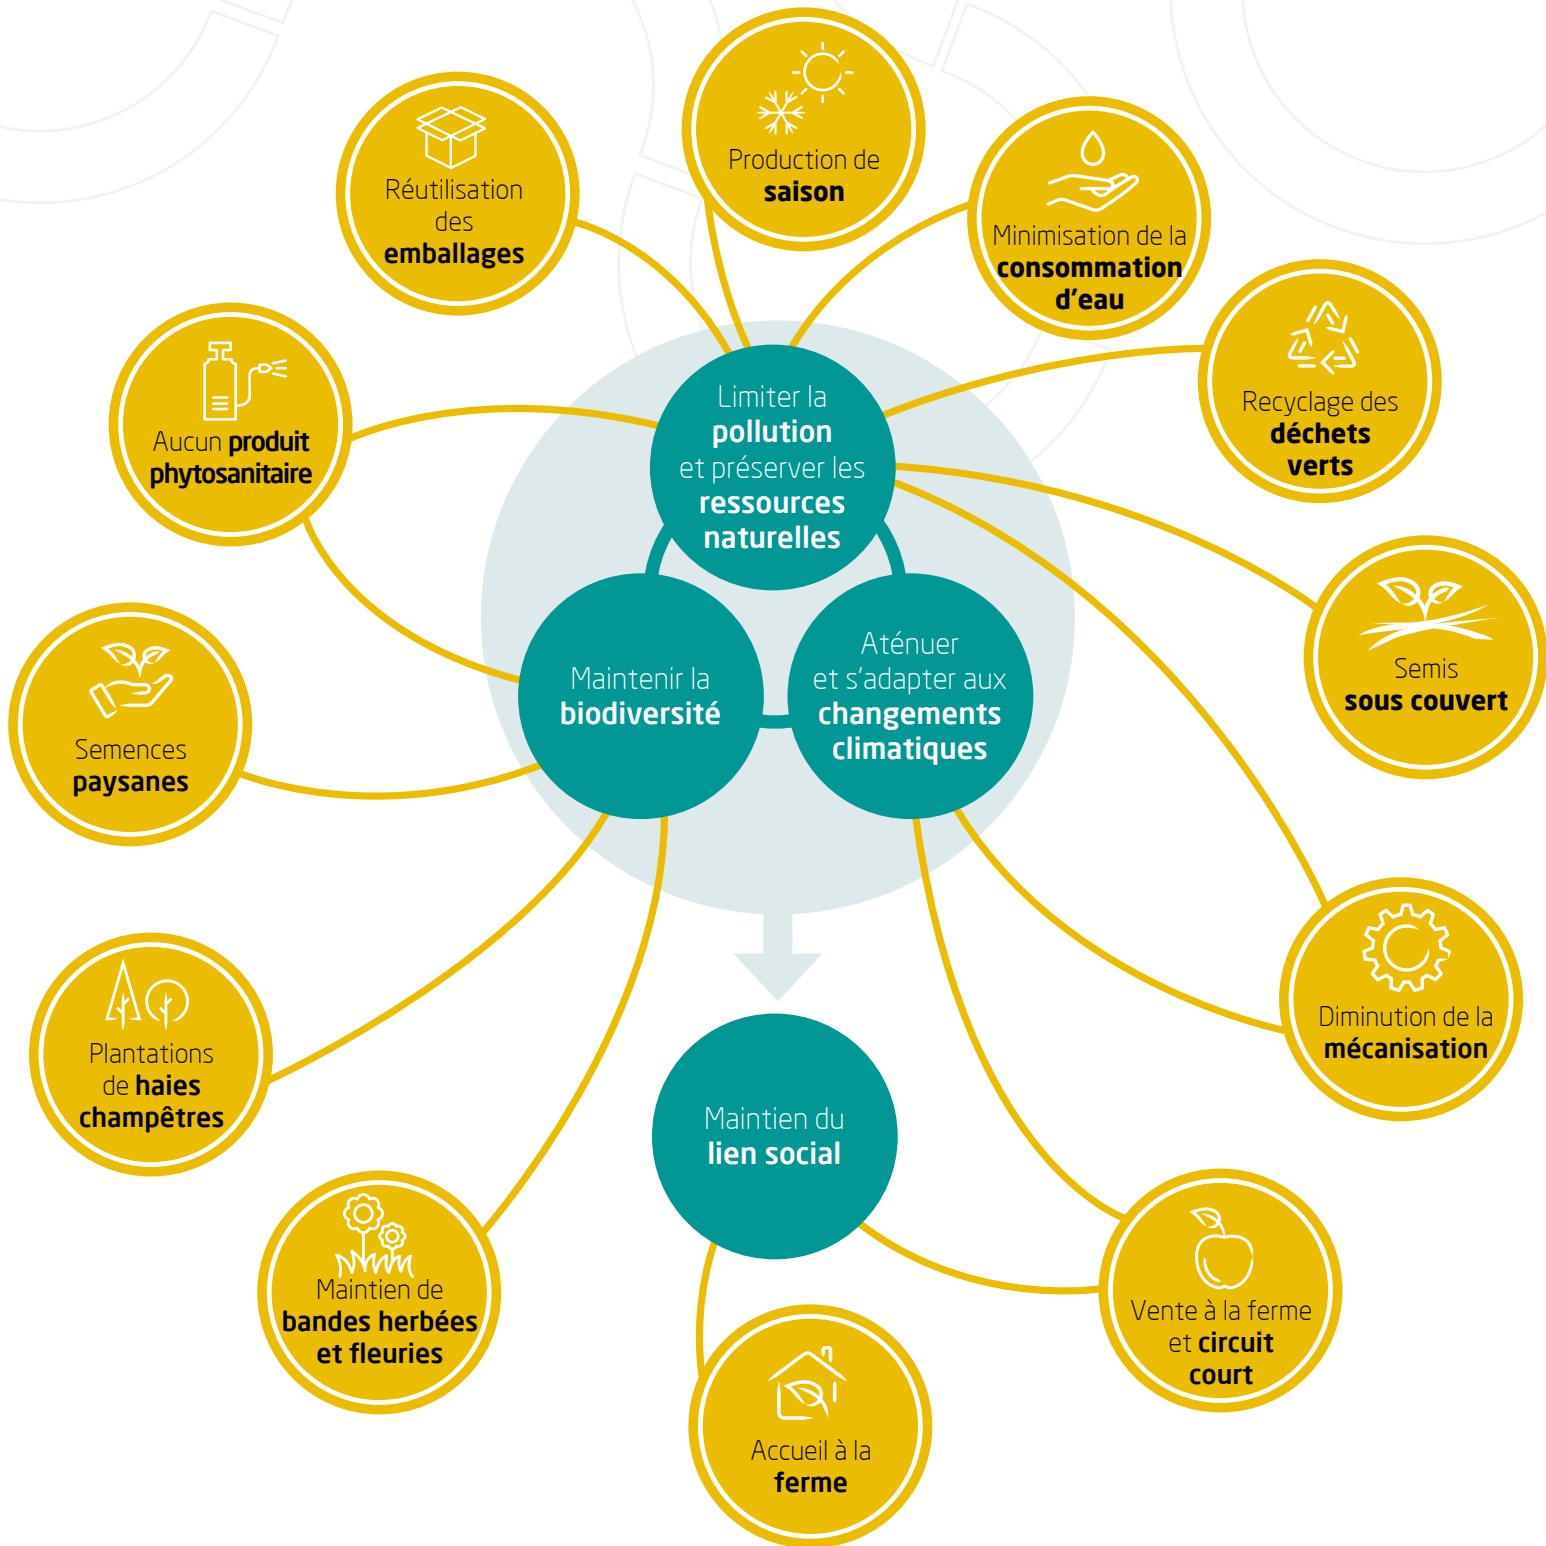 Production de
saison
Réutilisation
des
emballages
Minimisation de la
consommation
d'eau
Recyclage des
déchets
verts
Aucun produit
phytosanitaire
Limiter la
pollution
et préserver les
ressources
naturelles
Semis
sous couvert
Maintenir la
biodiversité
Aténuer
et s'adapter aux
changements
climatiques
Semences
paysanes
Diminution de la
mécanisation
Plantations
de haies
champêtres
Maintien du
lien social
Maintien de
bandes herbées
et fleuries
Vente à la ferme
et circuit
court
Accueil à la
ferme